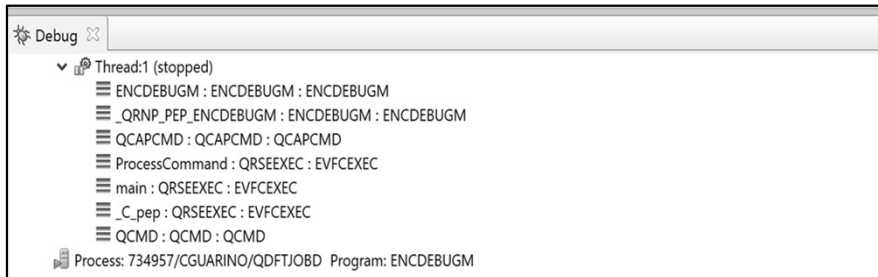 Debug
Thread:1 (stopped)
ENCDEBUGM : ENCDEBUGM : ENCDEBUGM
_QRNP_PEP_ENCDEBUGM : ENCDEBUGM : ENCDEBUGM
QCAPCMD : QCAPCMD : QCAPCMD
ProcessCommand : QRSEEXEC : EVFCEXEC
main : QRSEEXEC : EVFCEXEC
_C_pep : QRSEEXEC : EVFCEXEC
QCMD : QCMD : QCMD
Process: 734957/CGUARINO/QDFTJOBD Program: ENCDEBUGM